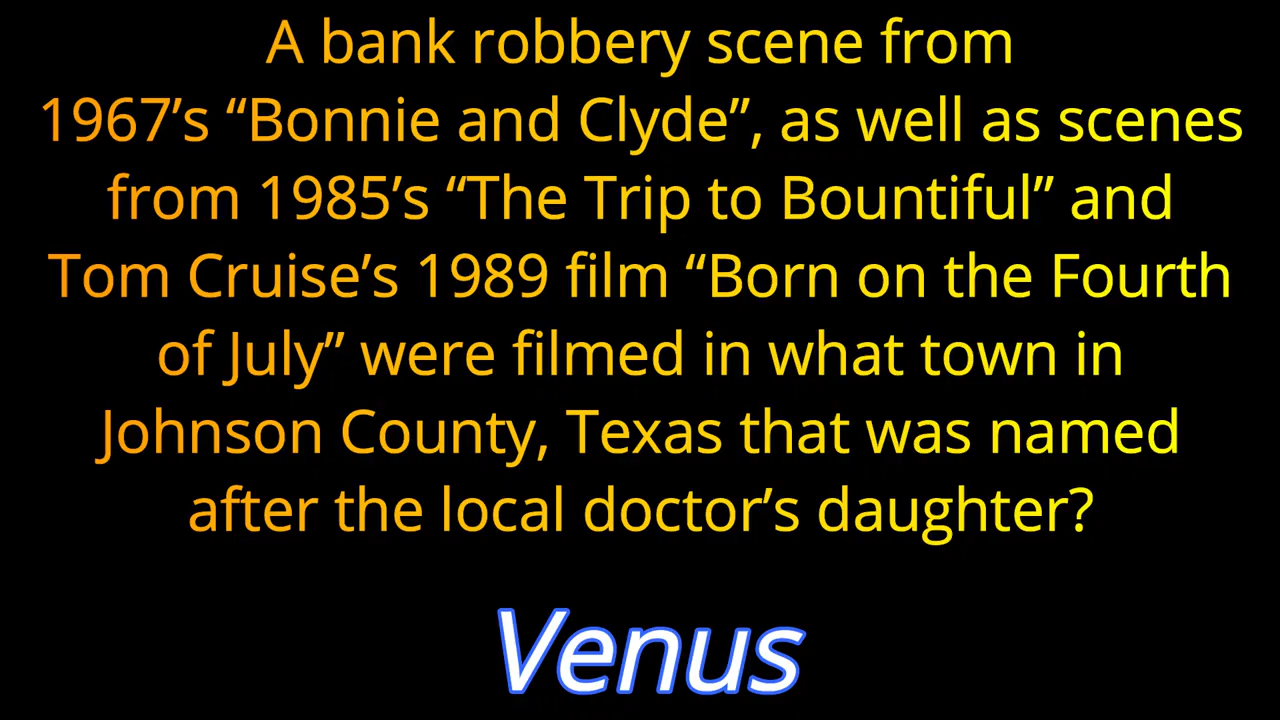 A bank robbery scene from
1967’s “Bonnie and Clyde”, as well as scenes
from 1985’s “The Trip to Bountiful” and
Tom Cruise’s 1989 film “Born on the Fourth
of July” were filmed in what town in
Johnson County, Texas that was named
after the local doctor’s daughter?
Venus